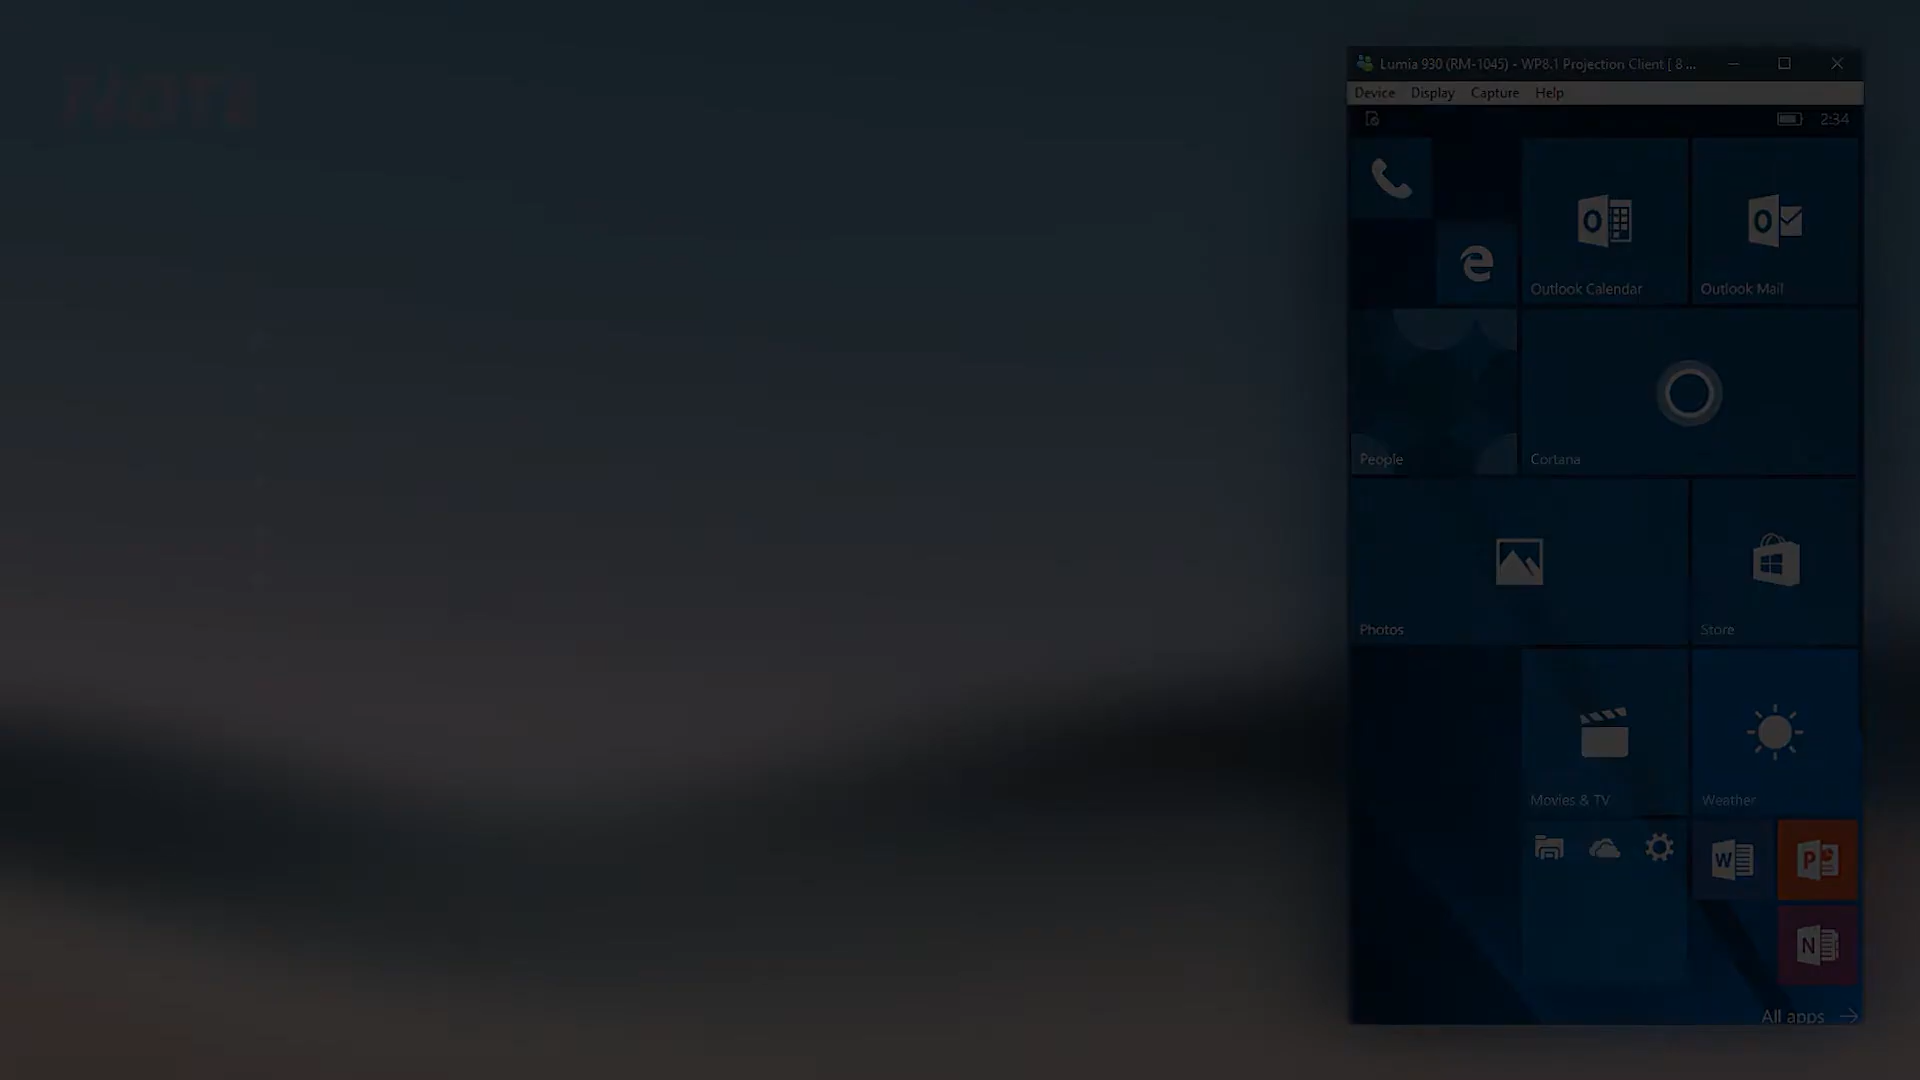 Lumia 930 (RM-1045) - WP8.1 Projection Client [ 8 ...
Device Display Capture Help
2:34
Outlook Calendar
Outlook Mail
People
Cortana
Photos
Store
Movies & TV
Weather
W
P
N
All apps